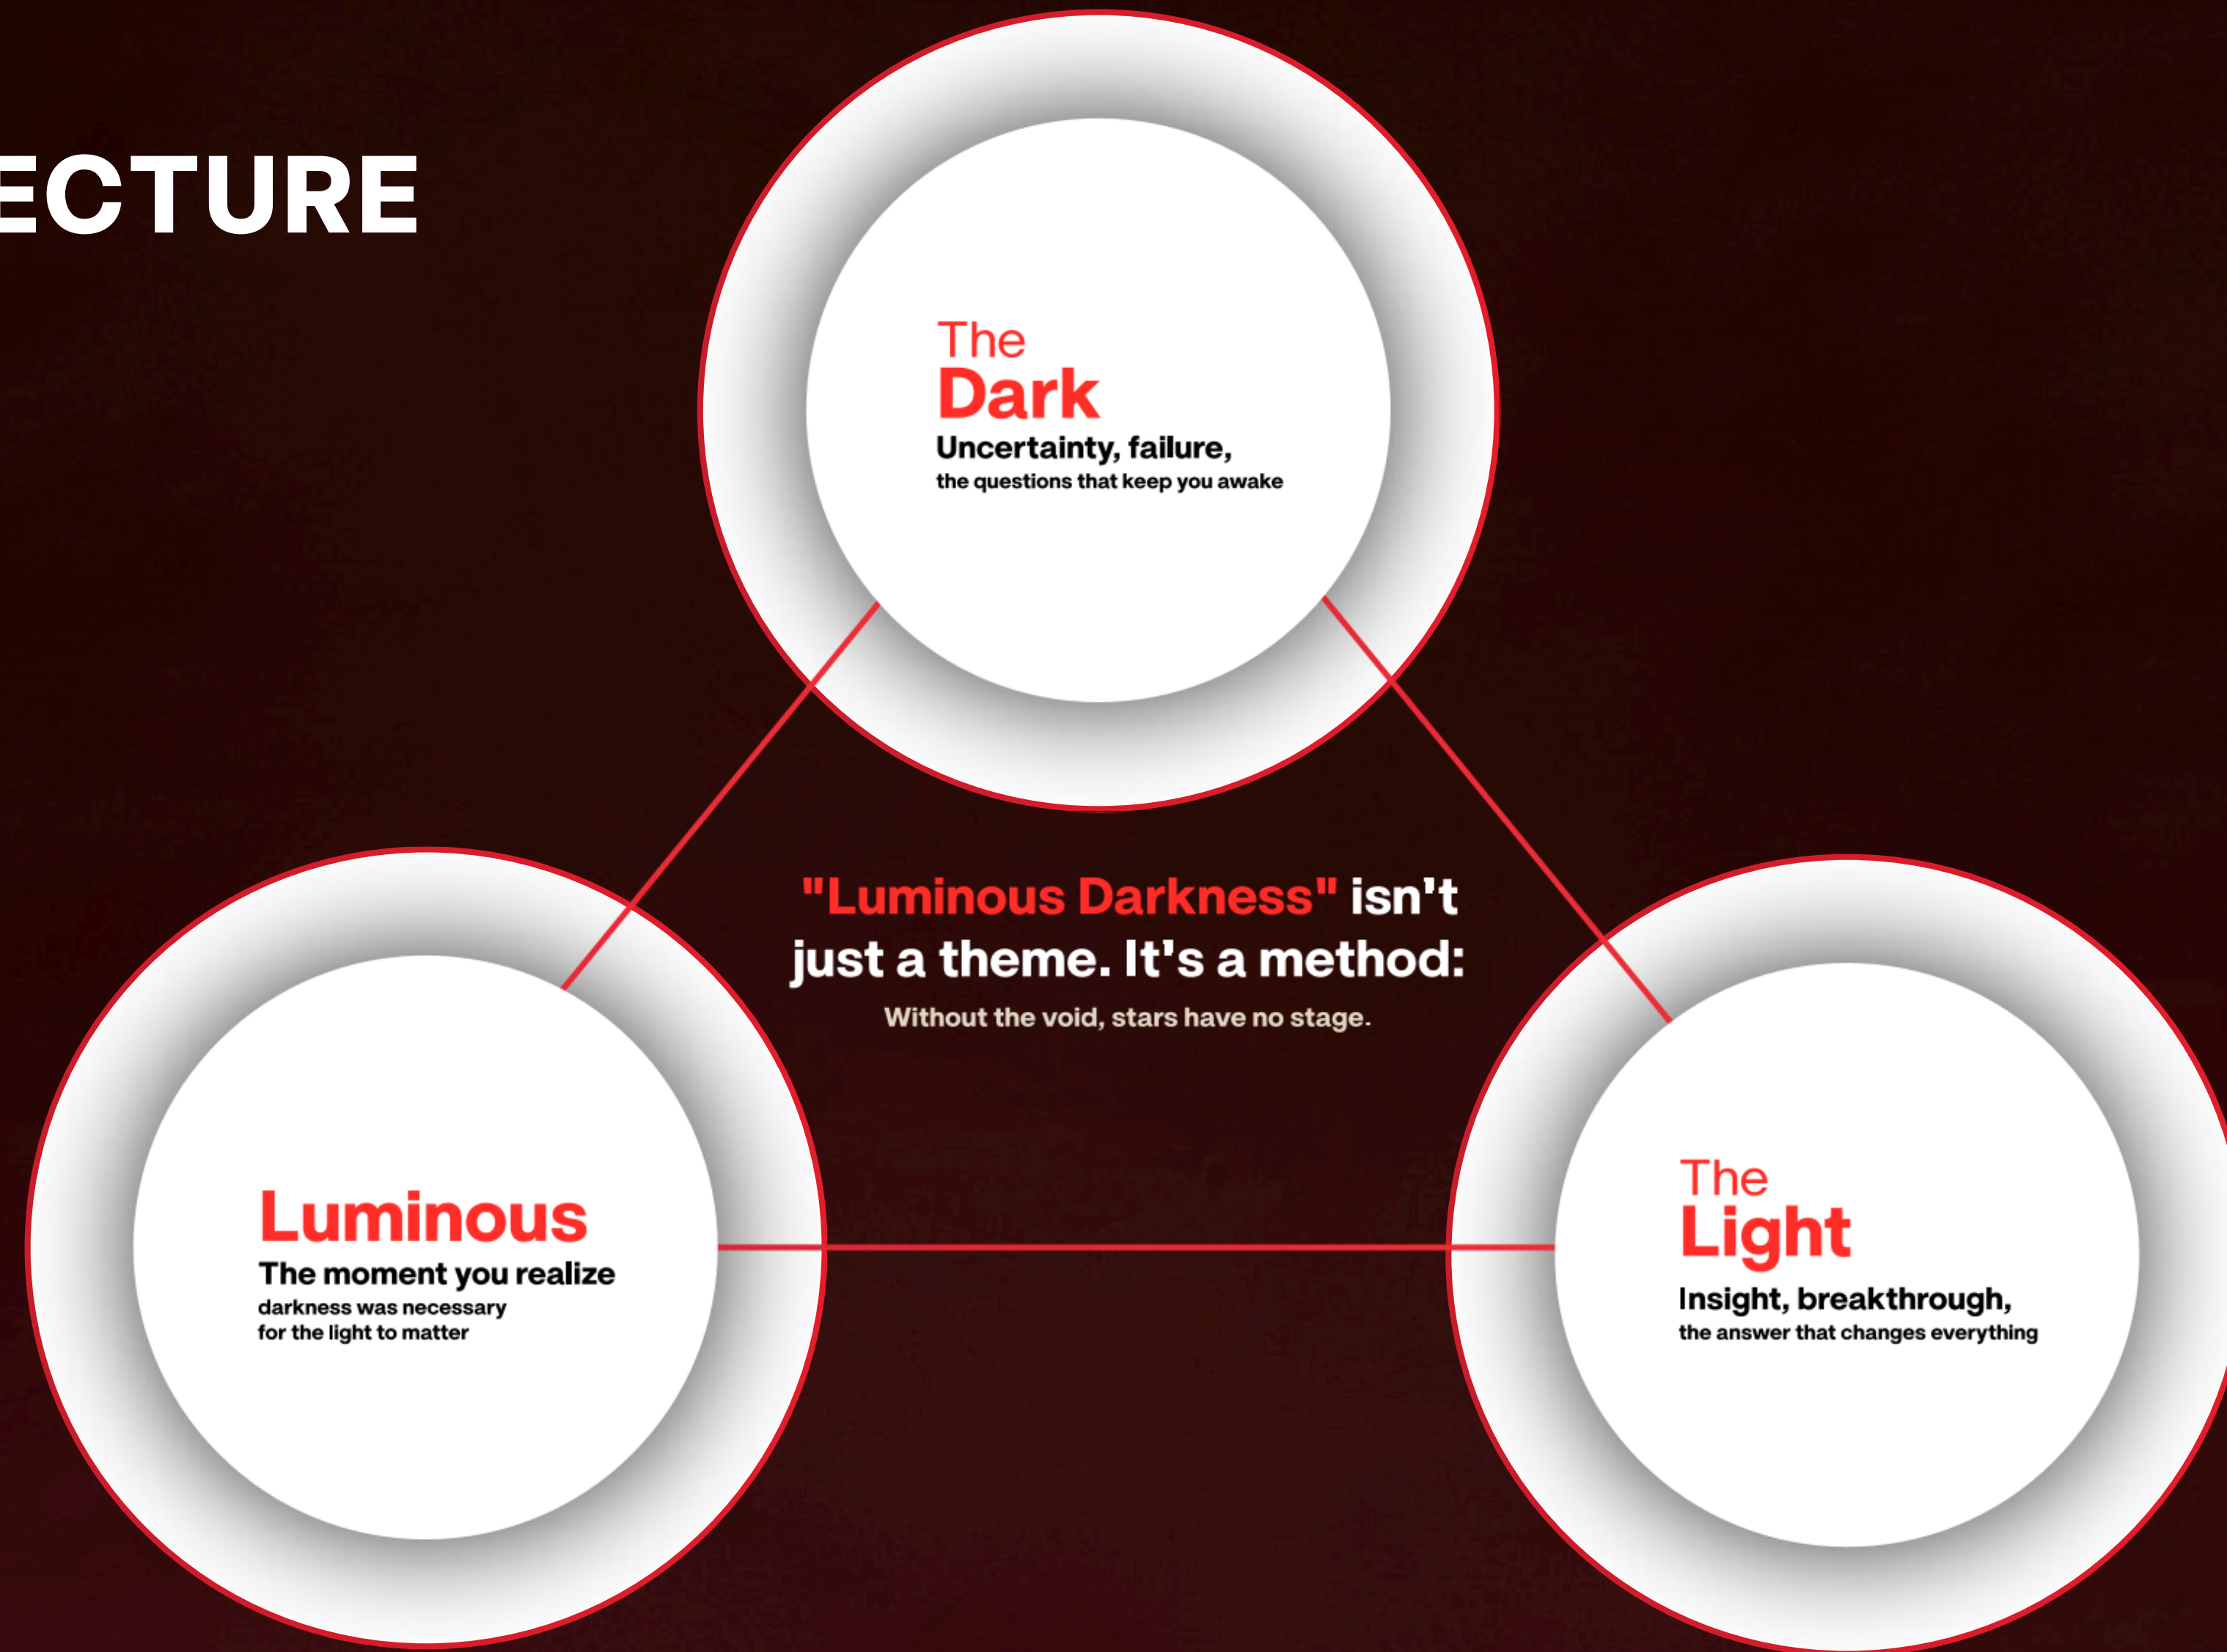 ECTURE
The
Dark
Uncertainty, failure,
the questions that keep you awake
"Luminous Darkness" isn't
just a theme. It's a method:
Without the void, stars have no stage.
Luminous
The moment you realize
darkness was necessary
for the light to matter
The
Light
Insight, breakthrough,
the answer that changes everything